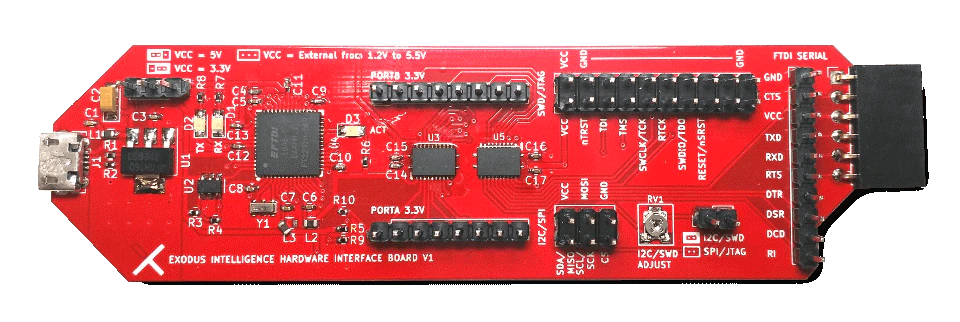 VCC = 5V
VCC = External from 1.2V to 5.5V
VCC = 3.3V
FTDI SERIAL
VCC
GND
R8
R7
C11
PORTB 3.3V
SWD/JTAG
GND
CTS
VCC
TXD
RXD
RTS
DTR
DSR
DCD
RI
C2
C1
L1
R1
R2
J1
C3
U1
D2
D1
TX
RX
C4
C5
C9
C13
C12
FTDI
D3
ACT
R6
C10
C15
C14
U3
U5
C16
C17
VCC
nTRST
TDI
TMS
SWCLK/TCK
RTCK
SWDIO/TDO
RESET/nSRST
U2
C8
R3
R4
Y1
C7
C6
L3
L2
R10
R5
R9
PORTA 3.3V
I2C/SPI
VCC
MOSI
GND
RV1
I2C/SWD
ADJUST
I2C/SWD
SPI/JTAG
EXODUS INTELLIGENCE HARDWARE INTERFACE BOARD V1